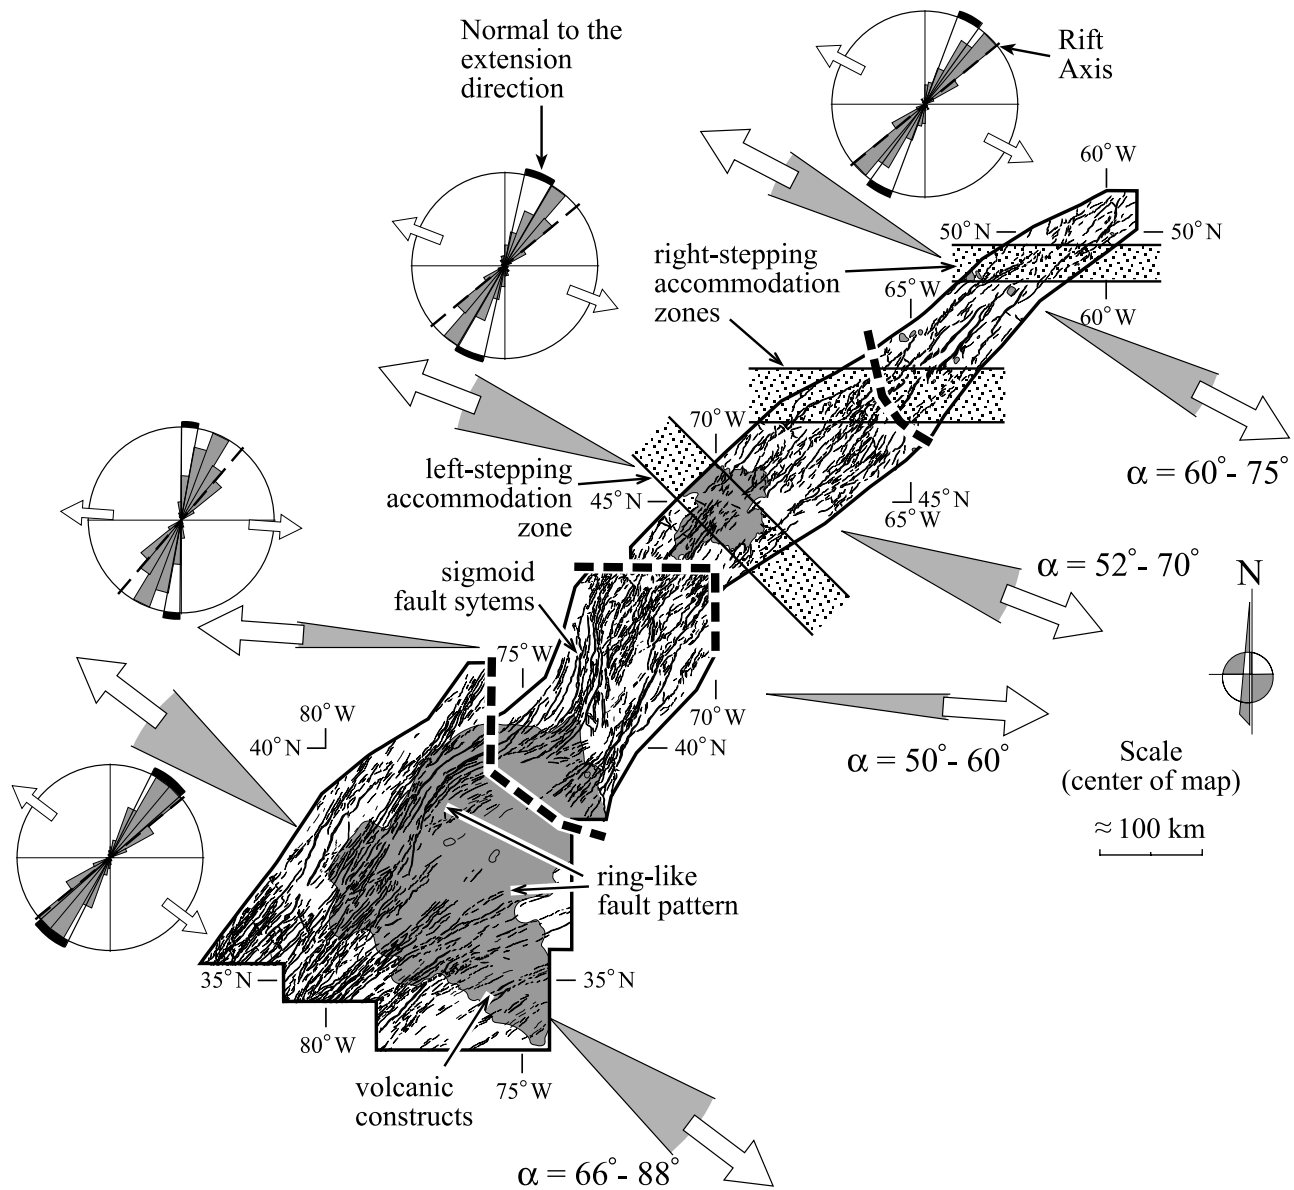 Normal to the
extension
direction
Rift
Axis
60°W
50°N
50°N
right-stepping
accommodation
zones
65°W
60°W
70°W
left-stepping
accommodation
zone
45°N
45°N
65°W
α = 60°- 75°
α = 52°- 70°
N
sigmoid
fault sytems
75°W
80°W
40°N
70°W
40°N
α = 50°- 60°
Scale
(center of map)
≈ 100 km
ring-like
fault pattern
35°N
35°N
80°W
75°W
volcanic
constructs
α = 66°- 88°